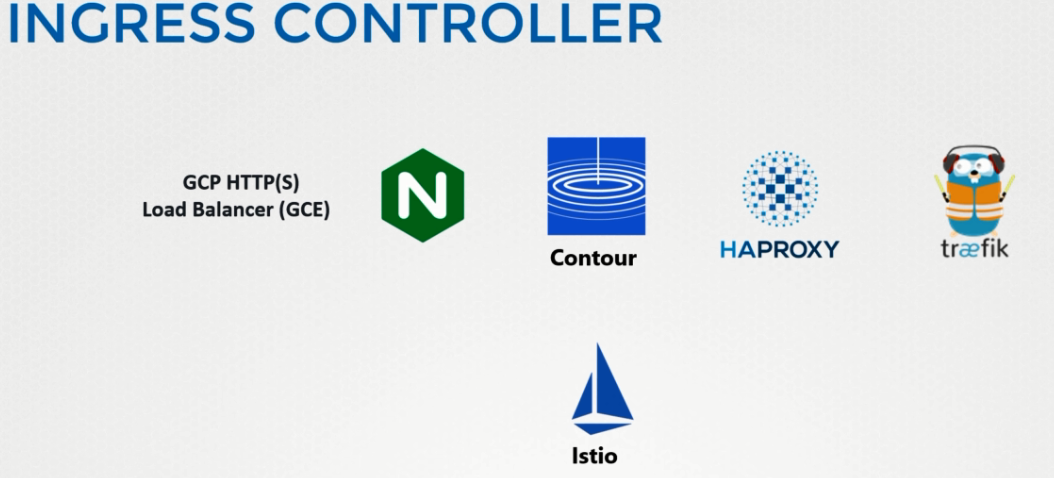 INGRESS CONTROLLER
GCP HTTP(S)
Load Balancer (GCE)
N
Contour
HAPROXY
træfik
Istio